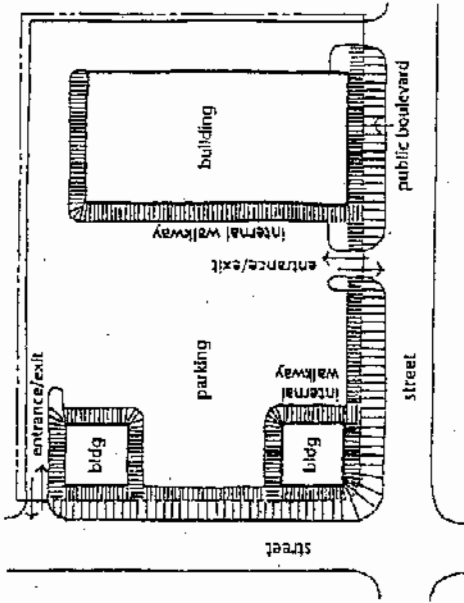 building
public boulevard
internal walkway
entrance/exit
entrance/exit
parking
internal
walkway
bldg
bldg
street
street